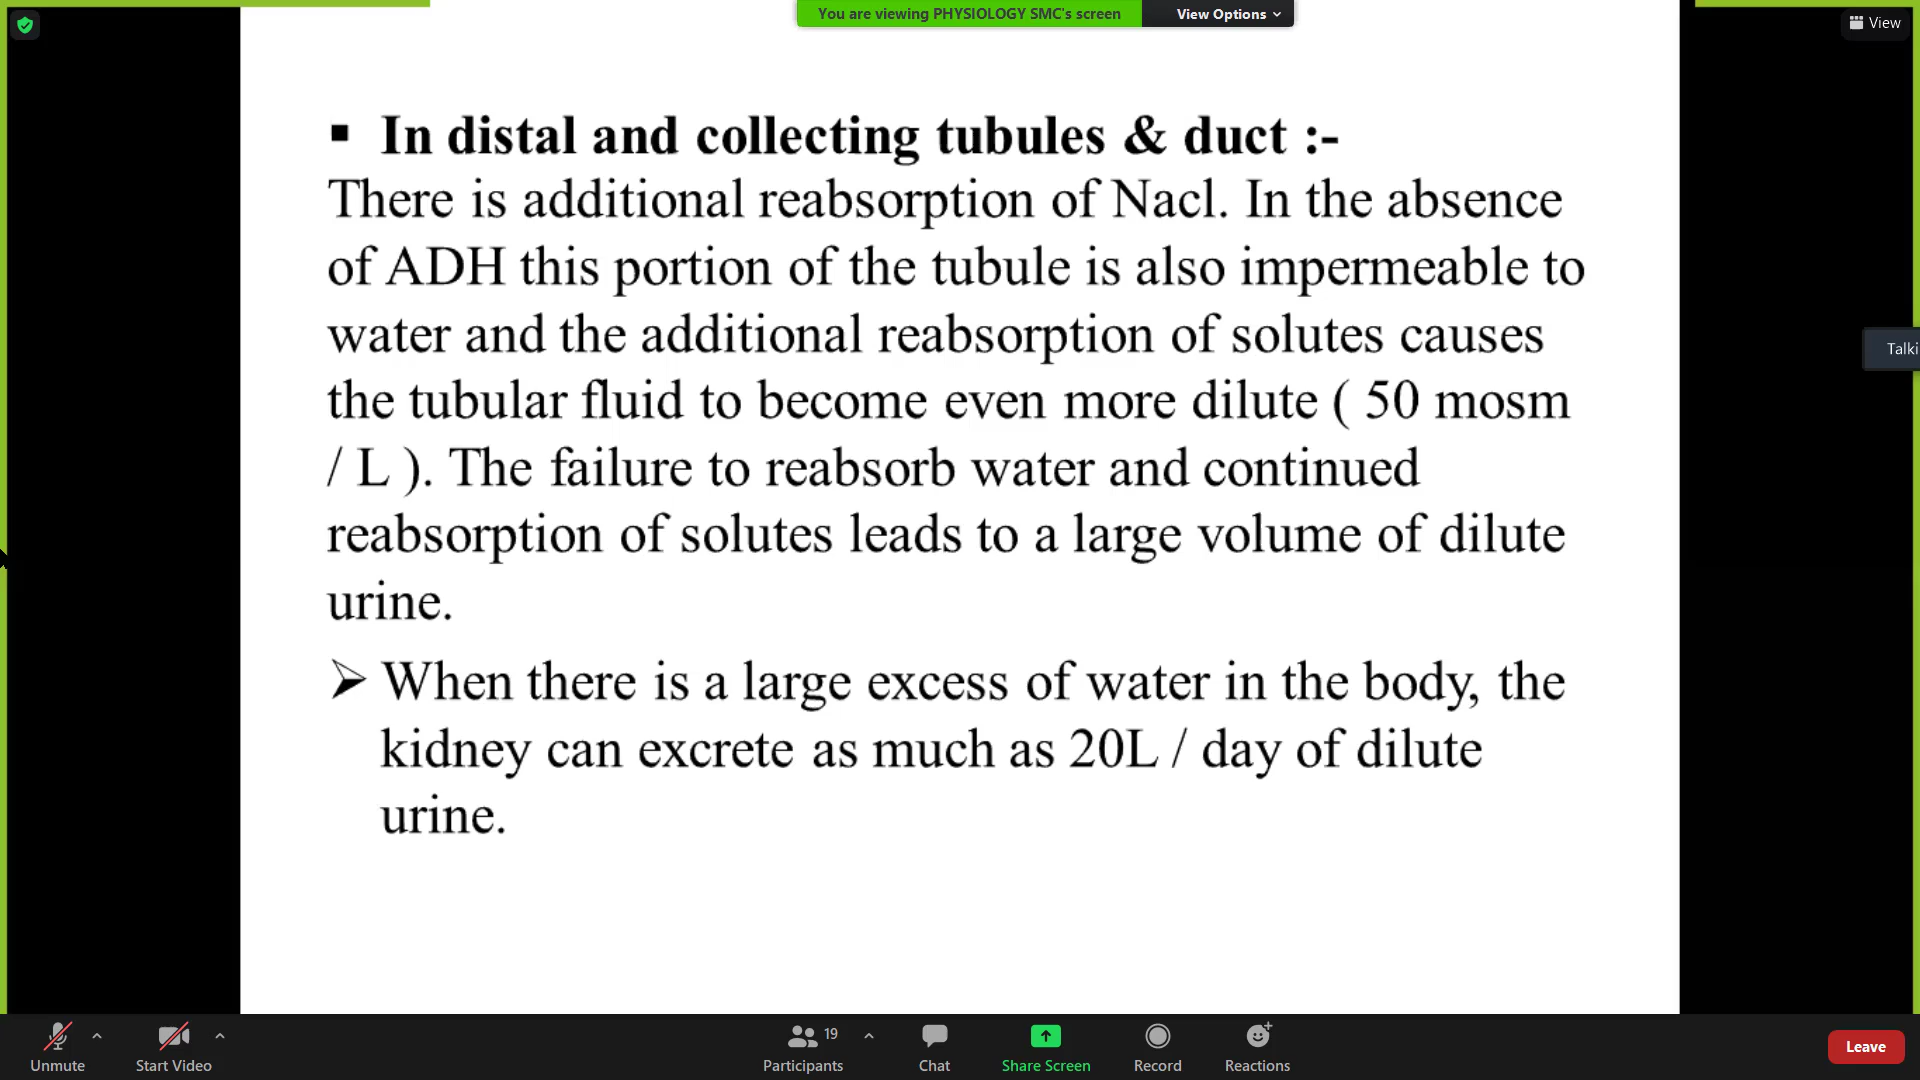 You are viewing PHYSIOLOGY SMC's screen
View Options
View
▪ In distal and collecting tubules & duct :-
There is additional reabsorption of Nacl. In the absence
of ADH this portion of the tubule is also impermeable to
water and the additional reabsorption of solutes causes
the tubular fluid to become even more dilute ( 50 mosm
/ L ). The failure to reabsorb water and continued
reabsorption of solutes leads to a large volume of dilute
urine.
➢ When there is a large excess of water in the body, the
kidney can excrete as much as 20L / day of dilute
urine.
Talki
Unmute
Start Video
19
Participants
Chat
Share Screen
Record
Reactions
Leave